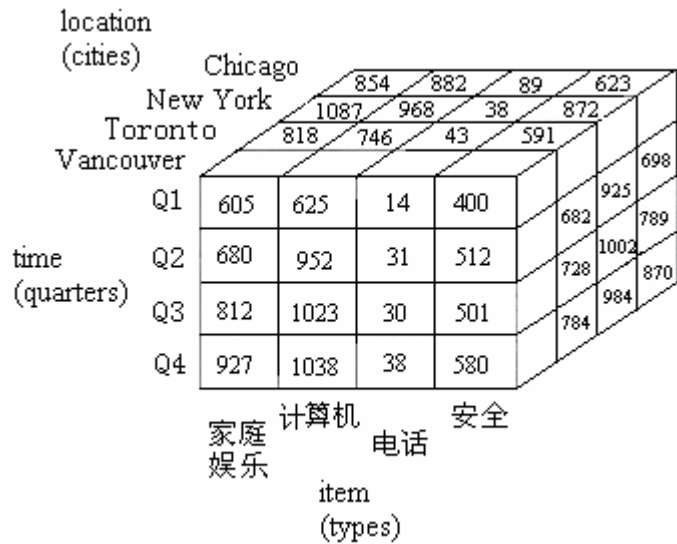 location
(cities)
Chicago
854 882 89 623
New York
1087 968 38 872
Toronto
818 746 43 591
Vancouver
698
Q1 605 625 14 400
682 925 789
time
(quarters)
Q2 680 952 31 512
728 1002 870
Q3 812 1023 30 501
784 984
Q4 927 1038 38 580
家庭
娱乐
计算机
电话
安全
item
(types)